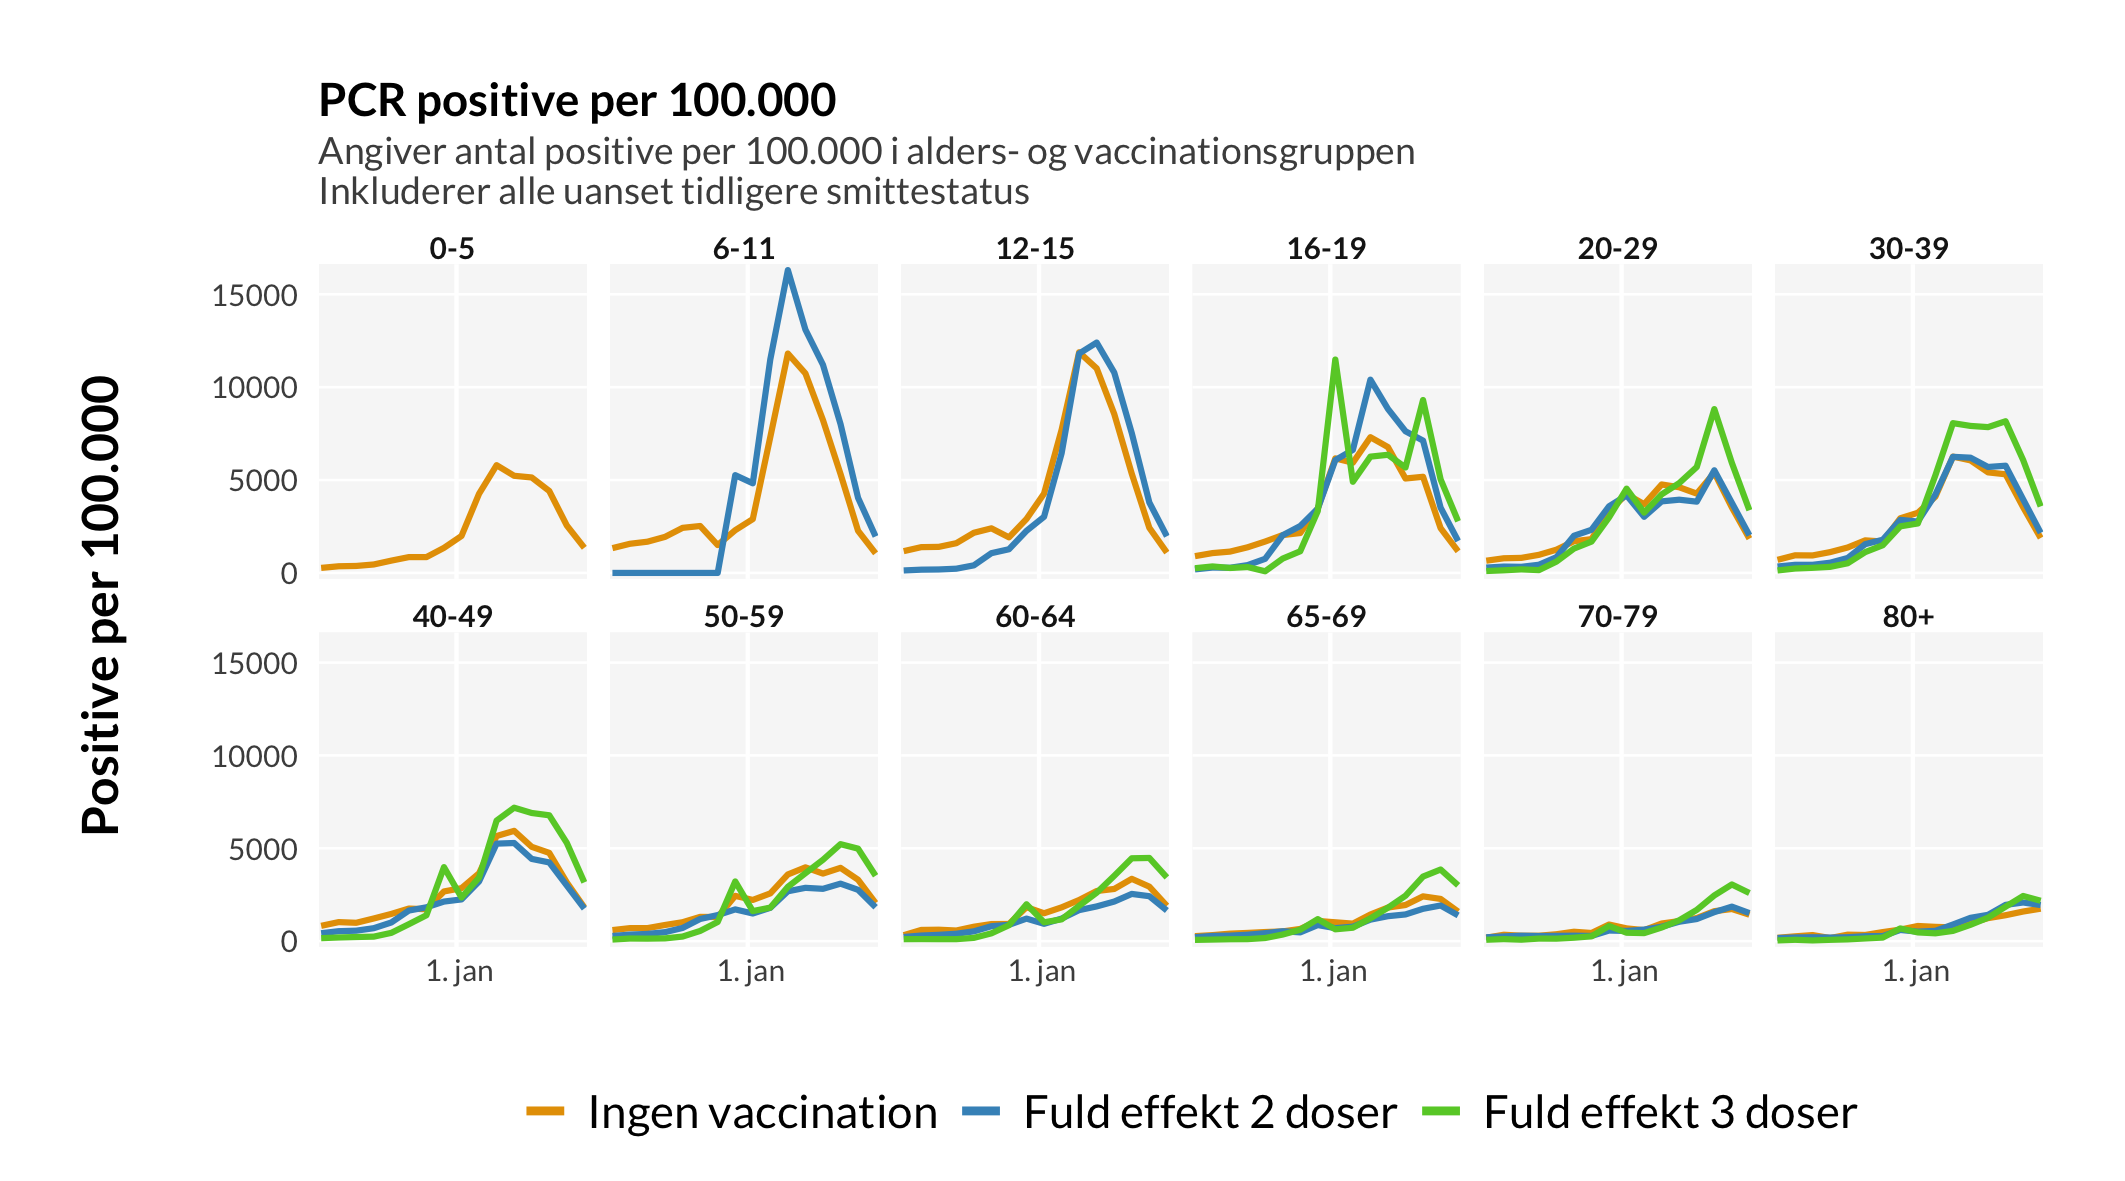 PCR positive per 100.000
Angiver antal positive per 100.000 i alders- og vaccinationsgruppen
Inkluderer alle uanset tidligere smittestatus
0-5 6-11 12-15 16-19 20-29 30-39
15000
10000
5000
0
Positive per 100.000
40-49 50-59 60-64 65-69 70-79 80+
15000
10000
5000
0
1. jan 1. jan 1. jan 1. jan 1. jan 1. jan
Ingen vaccination Fuld effekt 2 doser Fuld effekt 3 doser